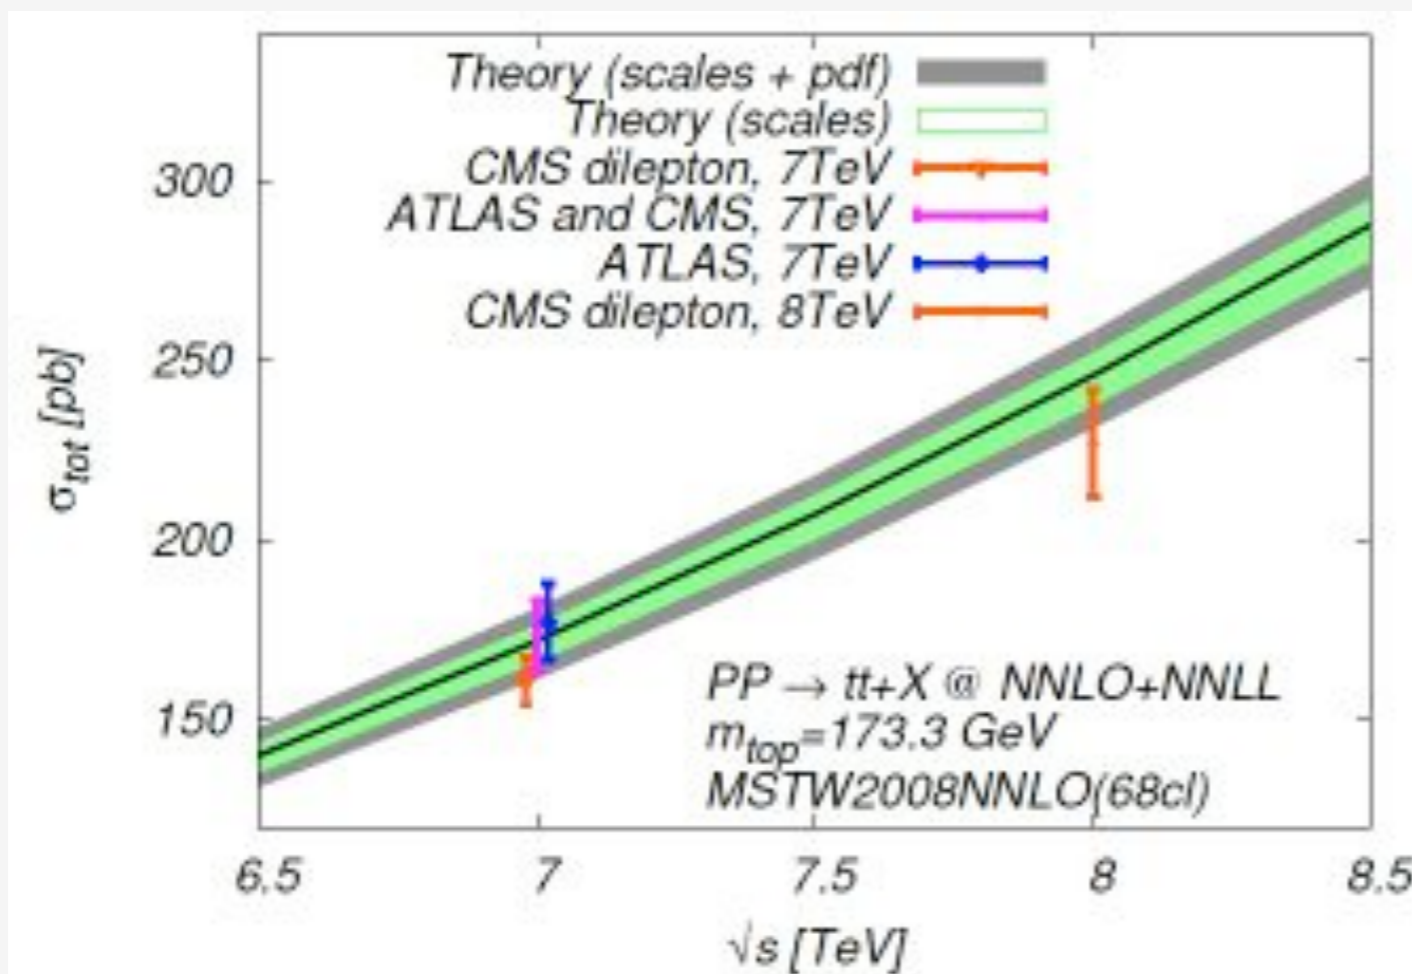 Theory (scales + pdf)
Theory (scales)
CMS dilepton, 7TeV
ATLAS and CMS, 7TeV
ATLAS, 7TeV
CMS dilepton, 8TeV
300
250
200
150
σtot [pb]
PP → tt+X @ NNLO+NNLL
mtop=173.3 GeV
MSTW2008NNLO(68cl)
6.5 7 7.5 8 8.5
√s [TeV]